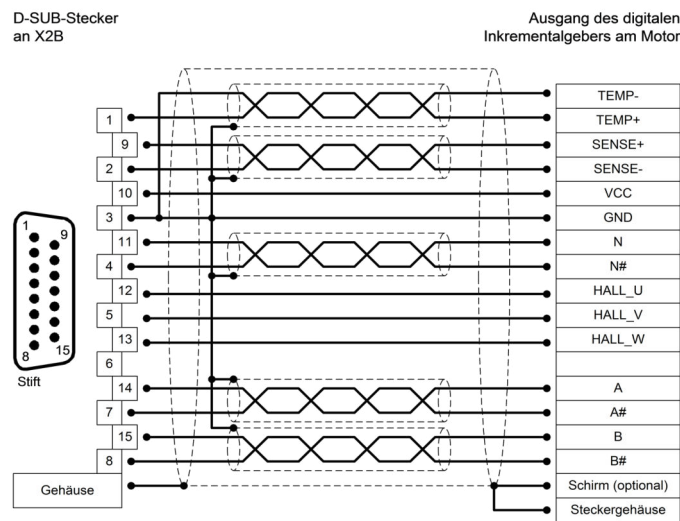 D-SUB-Stecker
an X2B
Ausgang des digitalen
Inkrementalgebers am Motor
TEMP-
1
TEMP+
9
SENSE+
2
SENSE-
10
VCC
3
GND
11
N
4
N#
12
HALL_U
5
HALL_V
13
HALL_W
6
14
A
7
A#
15
B
8
B#
Gehäuse
Schirm (optional)
Steckergehäuse
1
9
8
15
Stift